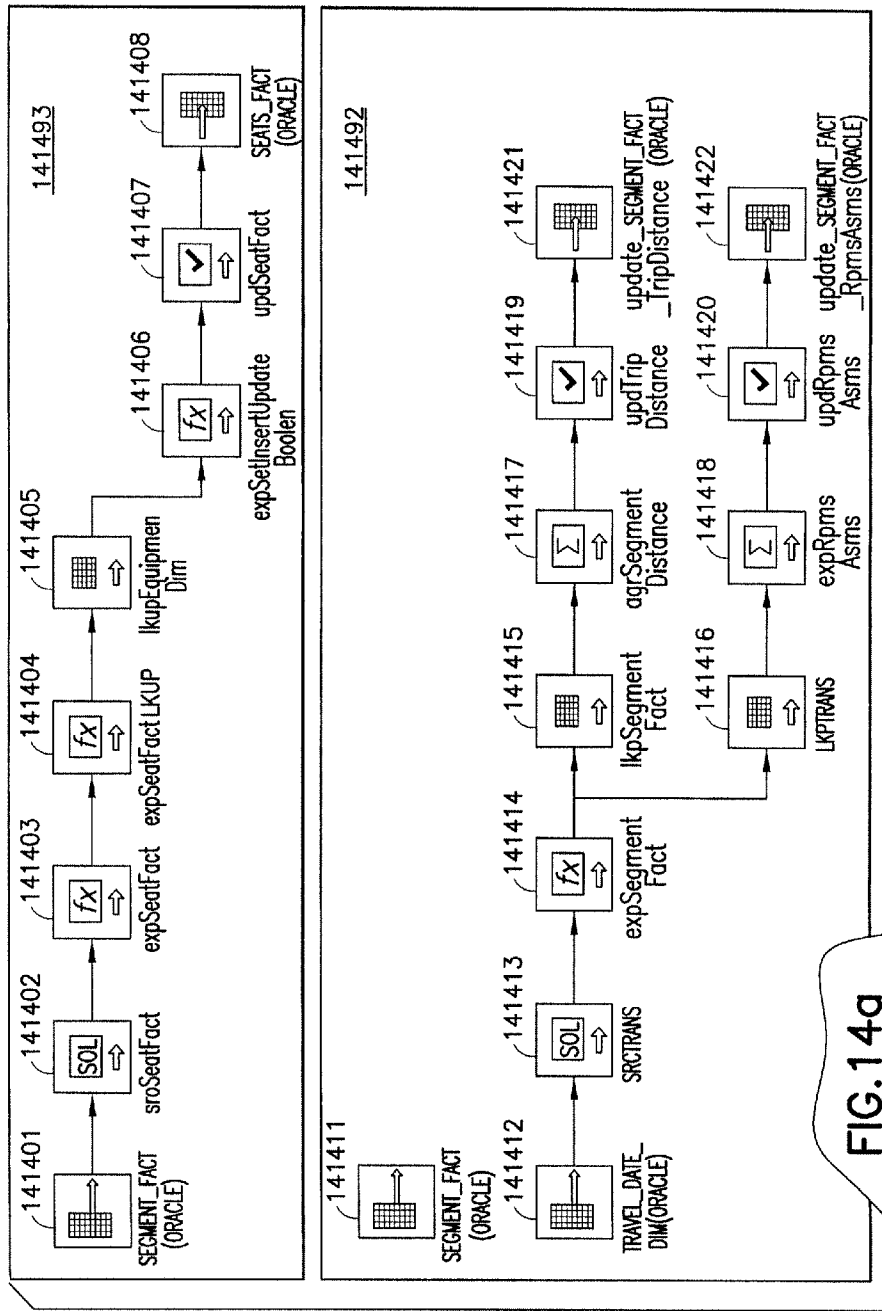 141493
141401
SEGMENT_FACT
(ORACLE)
141402
SOL
sroSeatFact
141403
fx
expSeatFact
141404
fx
expSeatFact LKUP
141405
lkupEquipmen
Dim
141406
fx
expSetInsertUpdate
Boolen
141407
updSeatFact
141408
SEATS_FACT
(ORACLE)
141492
141411
SEGMENT_FACT
(ORACLE)
141412
TRAVEL_DATE_
DIM(ORACLE)
141413
SOL
SRCTRANS
141414
fx
expSegment
Fact
141415
lkpSegment
Fact
141417
Σ
agrSegment
Distance
141419
updTrip
Distance
141421
update_SEGMENT_FACT
_TripDistance (ORACLE)
141416
LKPTRANS
141418
Σ
expRpms
Asms
141420
updRpms
Asms
141422
update_SEGMENT_FACT
_RpmsAsms(ORACLE)
FIG.14a